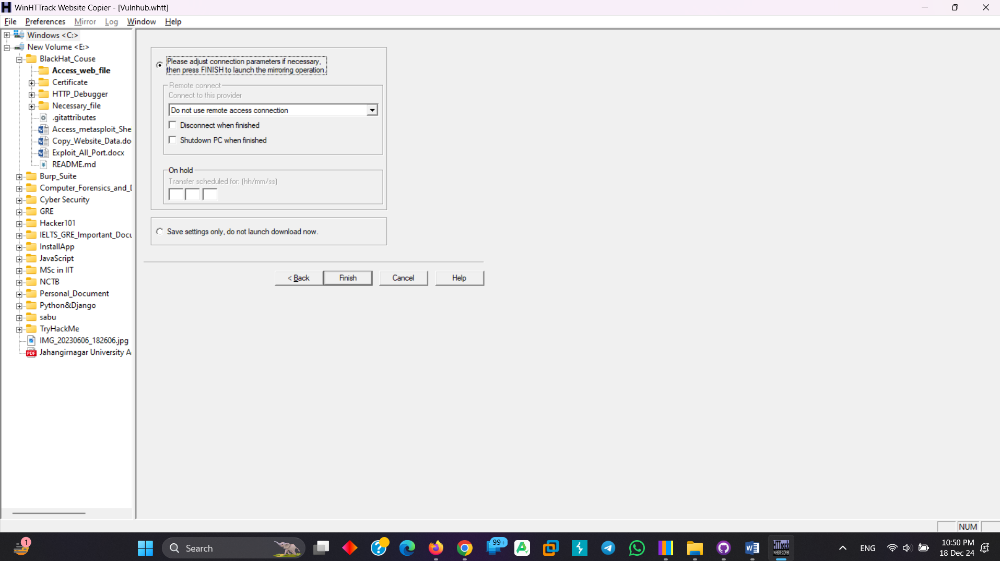 WinHTTrack Website Copier - [Vulnhub.whtt]
File Preferences Mirror Log Window Help
Windows <C:>
New Volume <E:>
BlackHat_Couse
Access_web_file
Certificate
HTTP_Debugger
Necessary_file
.gitattributes
Access_metasploit_She
Copy_Website_Data.do
Exploit_All_Port.docx
README.md
Burp_Suite
Computer_Forensics_and_D
Cyber Security
GRE
Hacker101
IELTS_GRE_Important_Docu
InstallApp
JavaScript
MSc in IIT
NCTB
Personal_Document
Python&Django
sabu
TryHackMe
IMG_20230606_182606.jpg
PDF Jahangirnagar University A
Please adjust connection parameters if necessary,
then press FINISH to launch the mirroring operation.
Remote connect
Connect to this provider
Do not use remote access connection
Disconnect when finished
Shutdown PC when finished
On hold
Transfer scheduled for: (hh/mm/ss)
Save settings only, do not launch download now.
< Back Finish Cancel Help
NUM
1
Search
99+
HTTrack
WEBSITE COPIER
ENG
10:50 PM
18 Dec 24